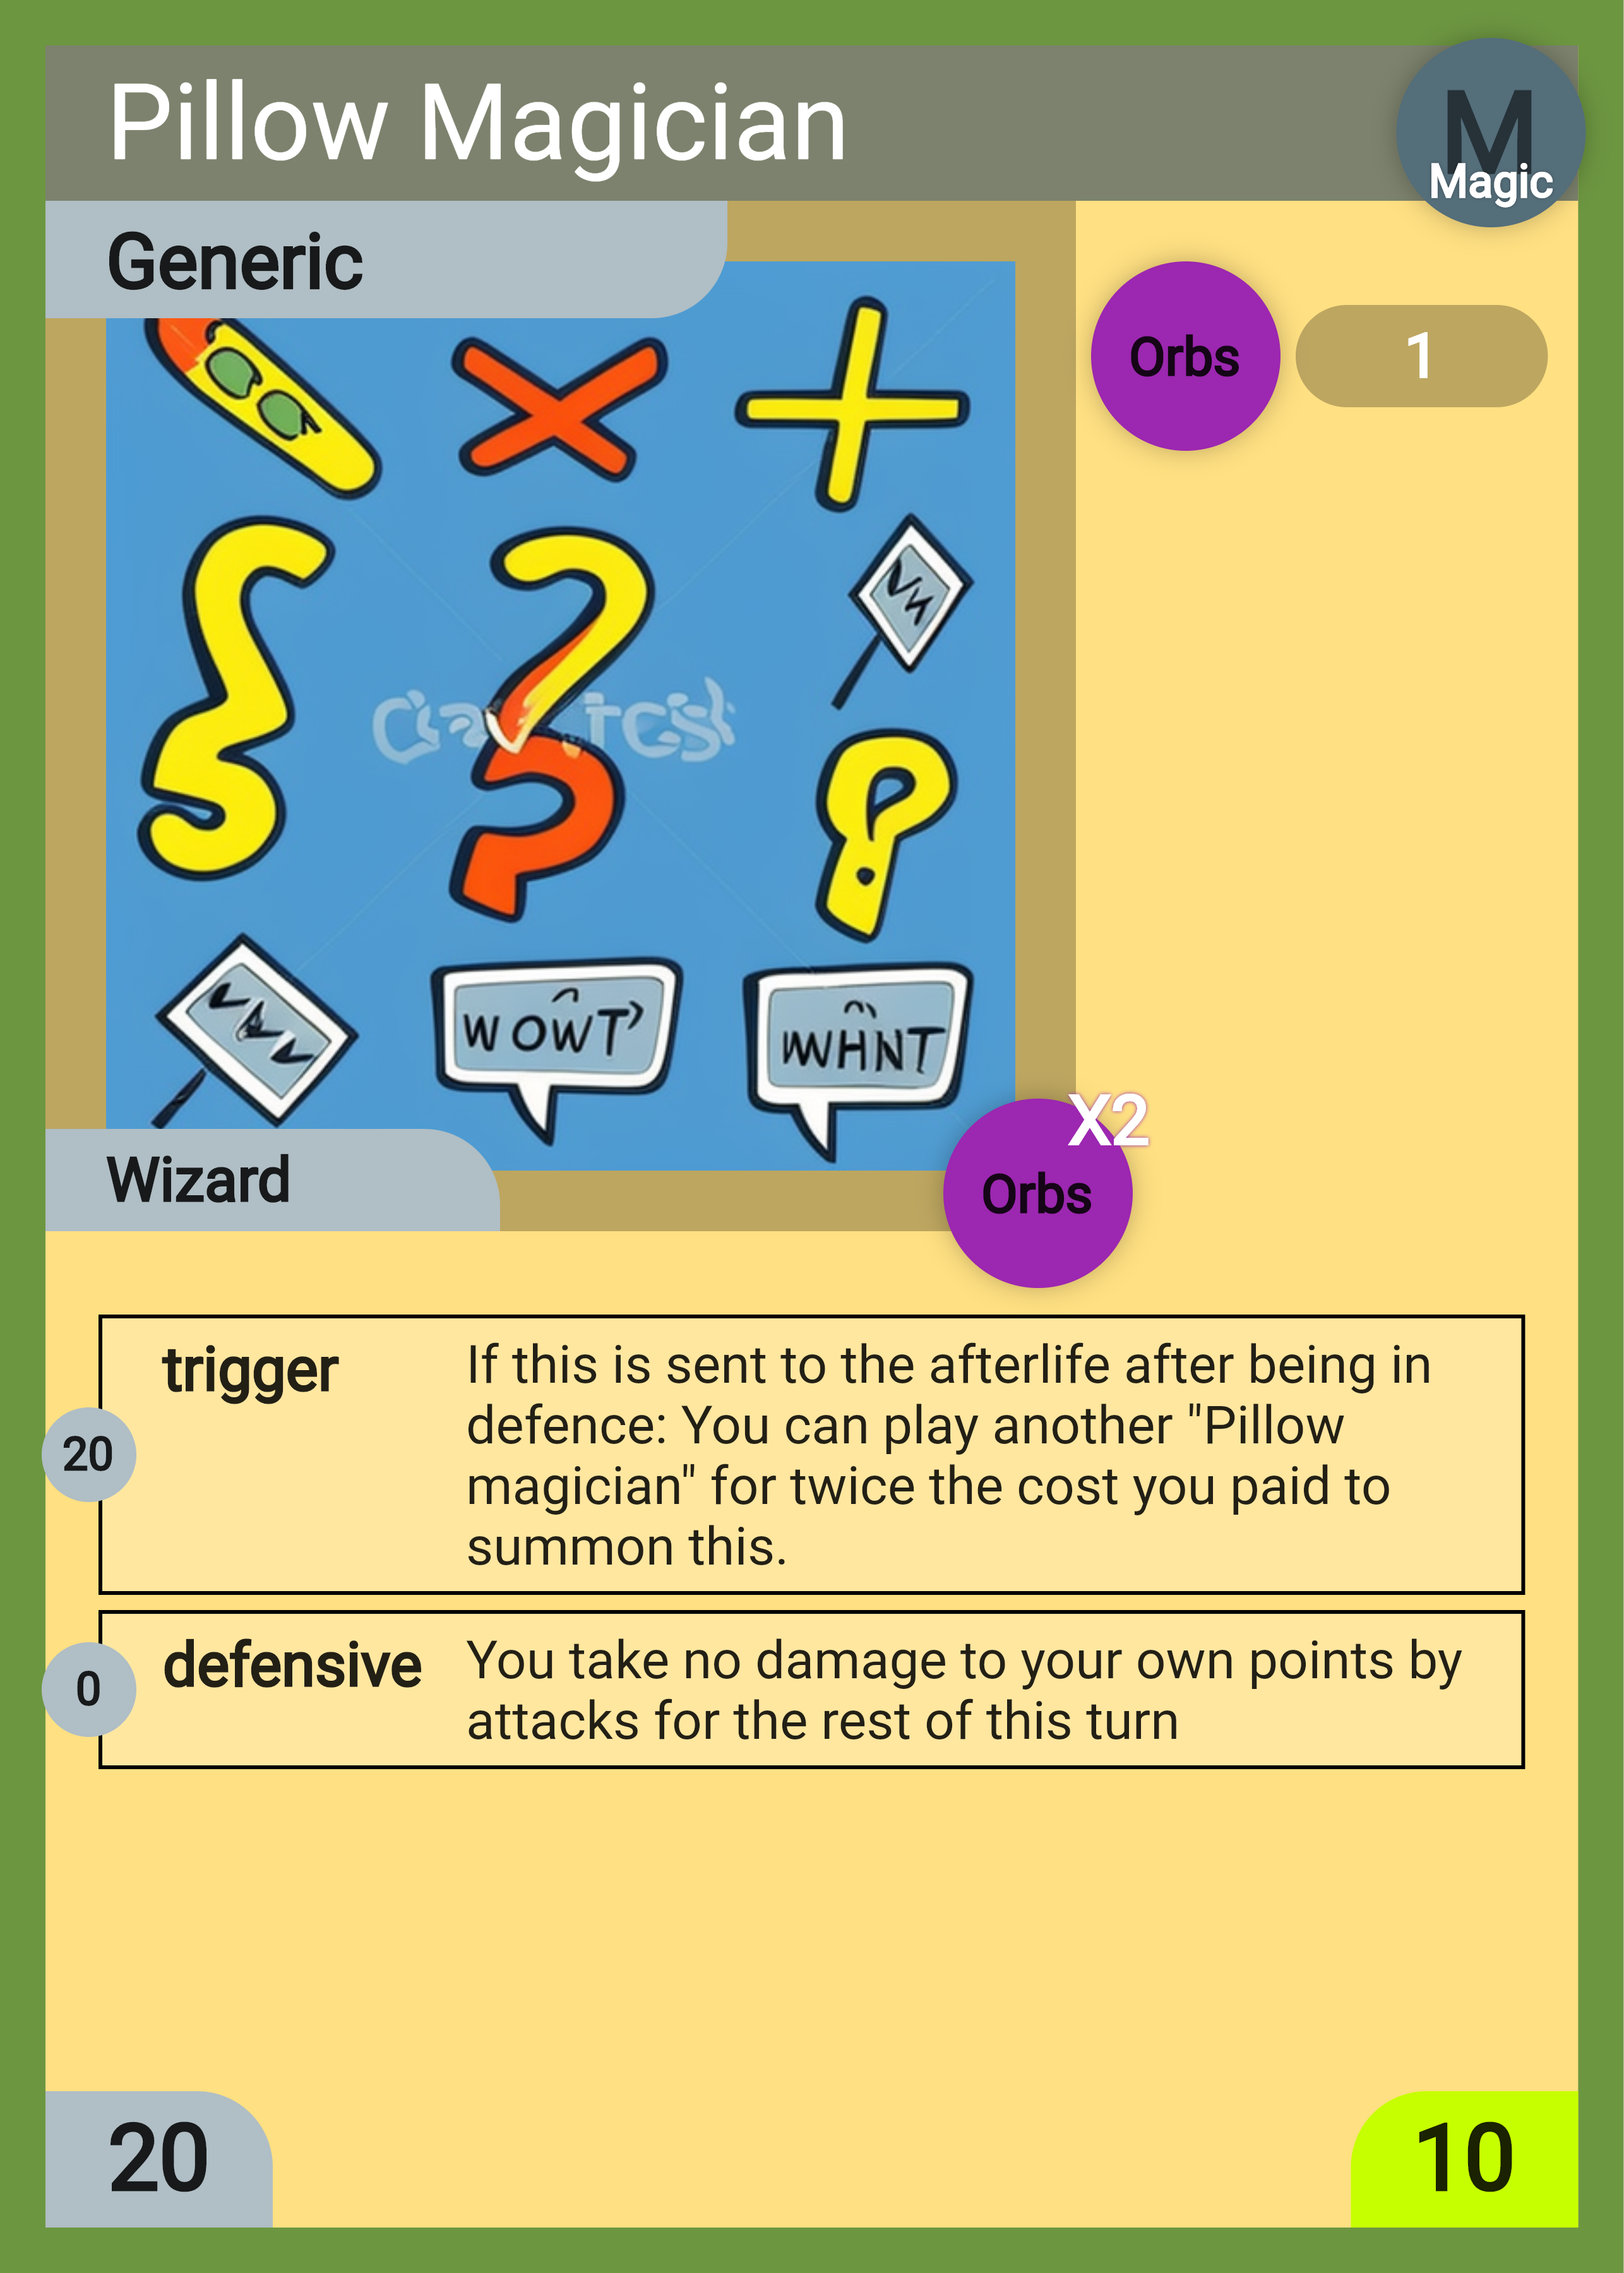 Pillow Magician
M
Magic
Generic
Orbs
1
WOWT
WHNT
X2
Orbs
Wizard
trigger
If this is sent to the afterlife after being in
defence: You can play another "Pillow
magician" for twice the cost you paid to
summon this.
20
defensive
You take no damage to your own points by
attacks for the rest of this turn
0
20
10